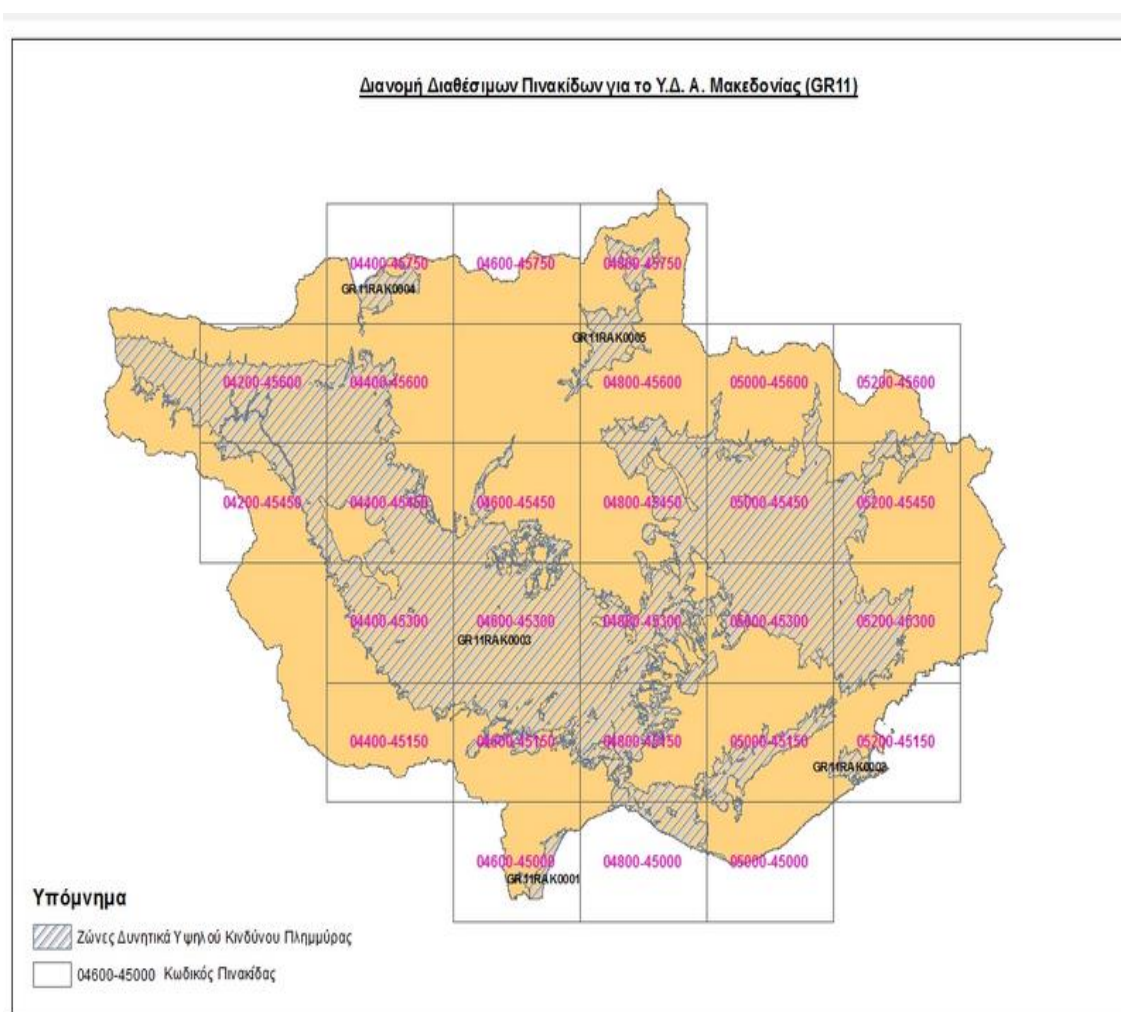 Διανομή Διαθέσιμων Πινακίδων για το Υ.Δ. Α. Μακεδονίας (GR11)
04400-45750 04600-45750 04800-45750
GR11RAK0004
GR11RAK0005
04200-45600 04400-45600 04800-45600 05000-45600 05200-45600
04200-45450 04400-45450 04600-45450 04800-45450 05000-45450 05200-45450
04400-45300 04600-45300 04800-45300 05000-45300 05200-45300
GR11RAK0003
04400-45150 04600-45150 04800-45150 05000-45150 05200-45150
GR11RAK0002
04600-45000 04800-45000 05000-45000
GR11RAK0001
Υπόμνημα
Ζώνες Δυνητικά Υψηλού Κινδύνου Πλημμύρας
04600-45000 Κωδικός Πινακίδας